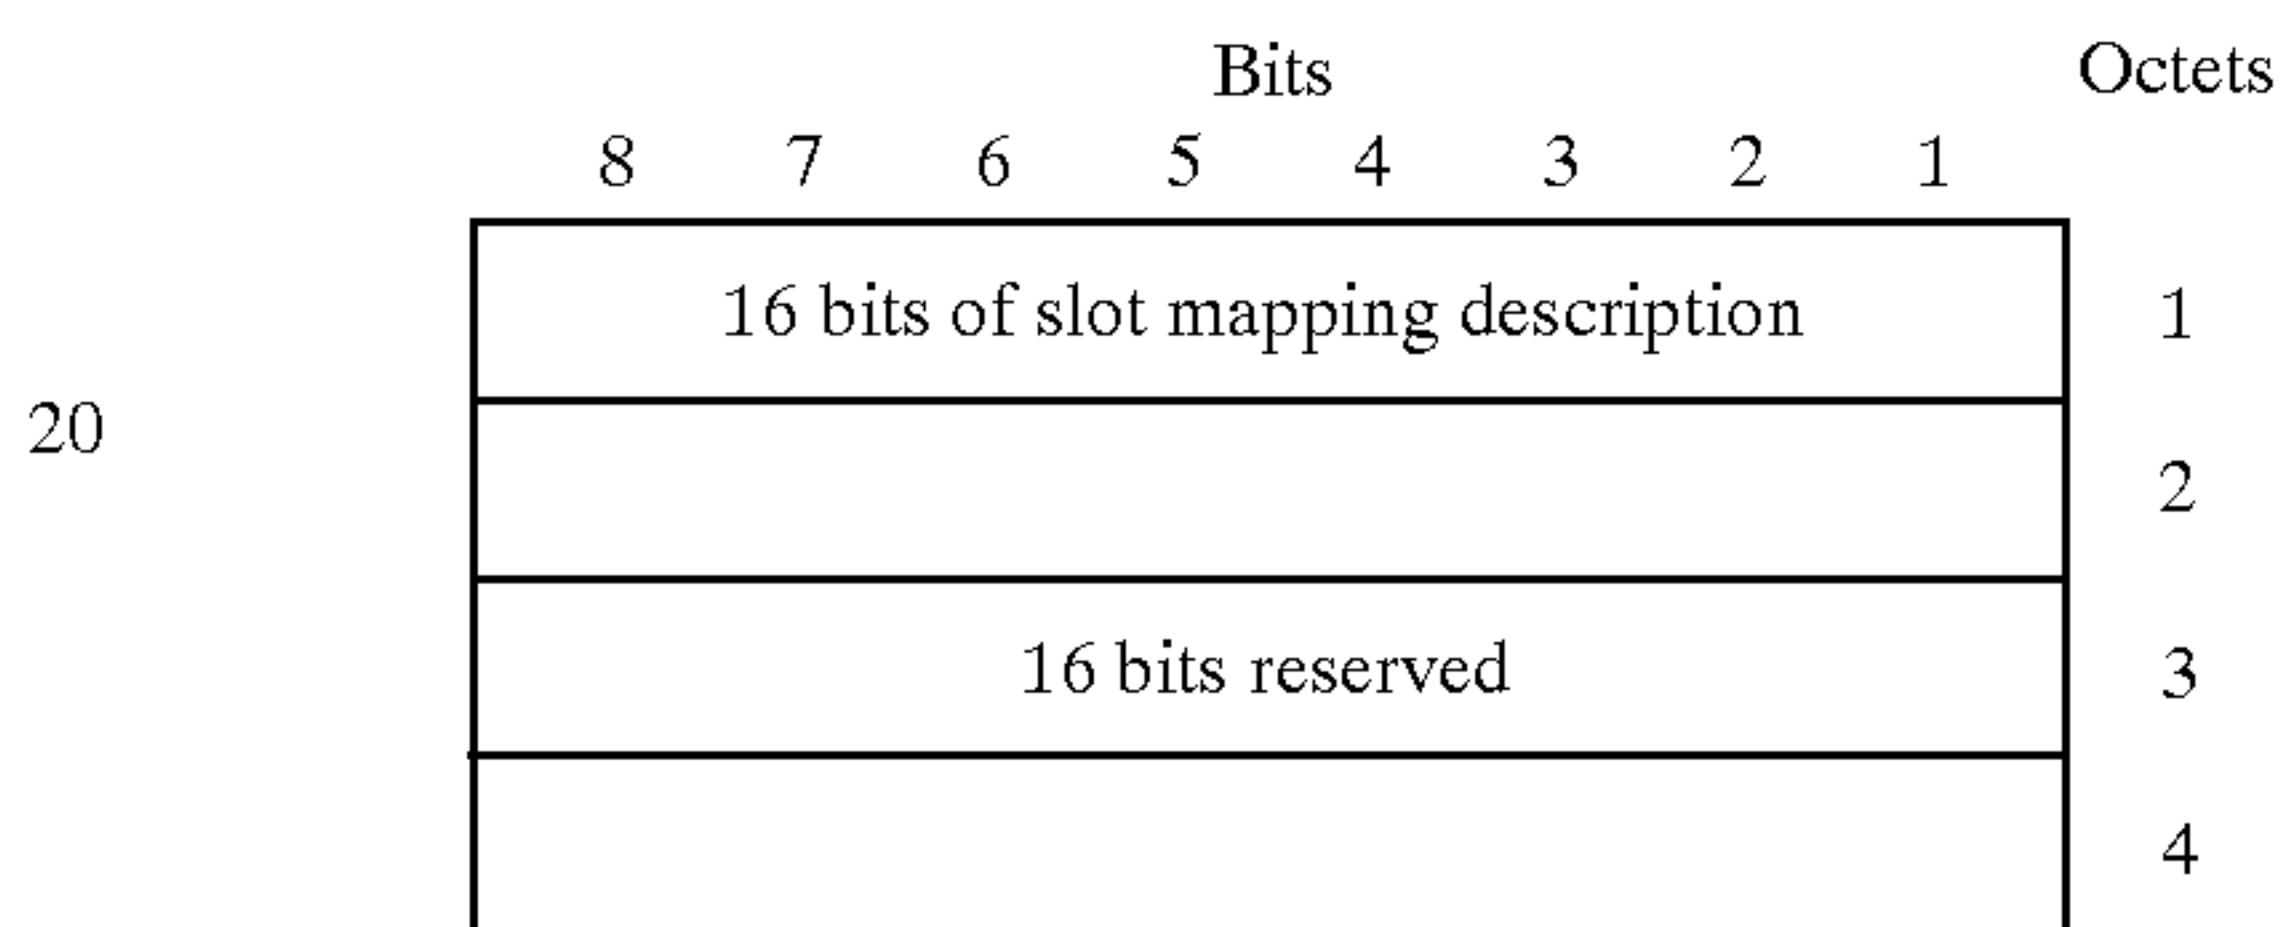 Bits Octets
8 7 6 5 4 3 2 1
16 bits of slot mapping description 1
20
2
16 bits reserved 3
4